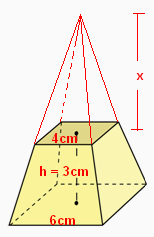 x
4cm
h = 3cm
6cm